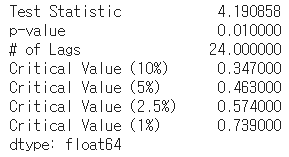 Test Statistic 4.190858
p-value 0.010000
# of Lags 24.000000
Critical Value (10%) 0.347000
Critical Value (5%) 0.463000
Critical Value (2.5%) 0.574000
Critical Value (1%) 0.739000
dtype: float64